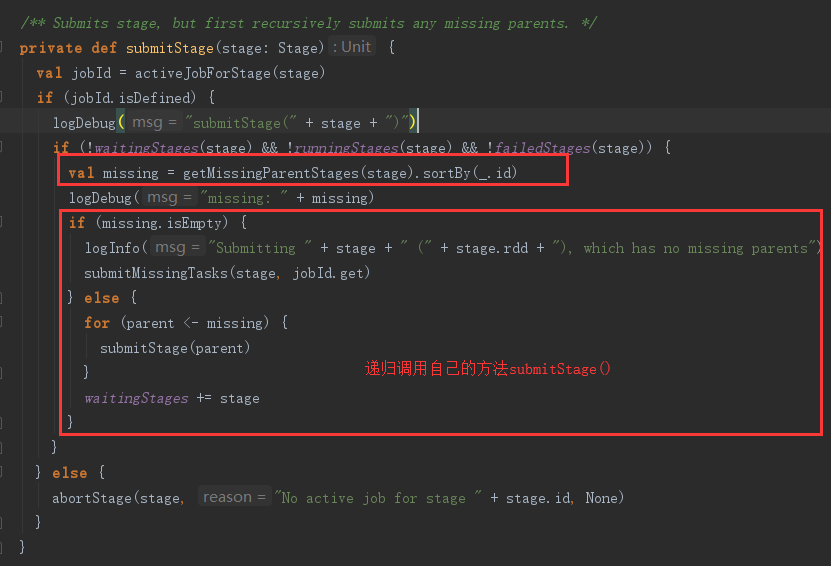 /** Submits stage, but first recursively submits any missing parents. */
private def submitStage(stage: Stage) : Unit {
val jobId = activeJobForStage(stage)
if (jobId.isDefined) {
logDebug( msg = "submitStage(" + stage + ")")
if (!waitingStages(stage) && !runningStages(stage) && !failedStages(stage)) {
val missing = getMissingParentStages(stage).sortBy(_.id)
logDebug( msg = "missing: " + missing)
if (missing.isEmpty) {
logInfo( msg = "Submitting " + stage + " (" + stage.rdd + "), which has no missing parents")
submitMissingTasks(stage, jobId.get)
} else {
for (parent <- missing) {
submitStage(parent)
递归调用自己的方法submitStage()
}
waitingStages += stage
}
}
} else {
abortStage(stage, reason = "No active job for stage " + stage.id, None)
}
}